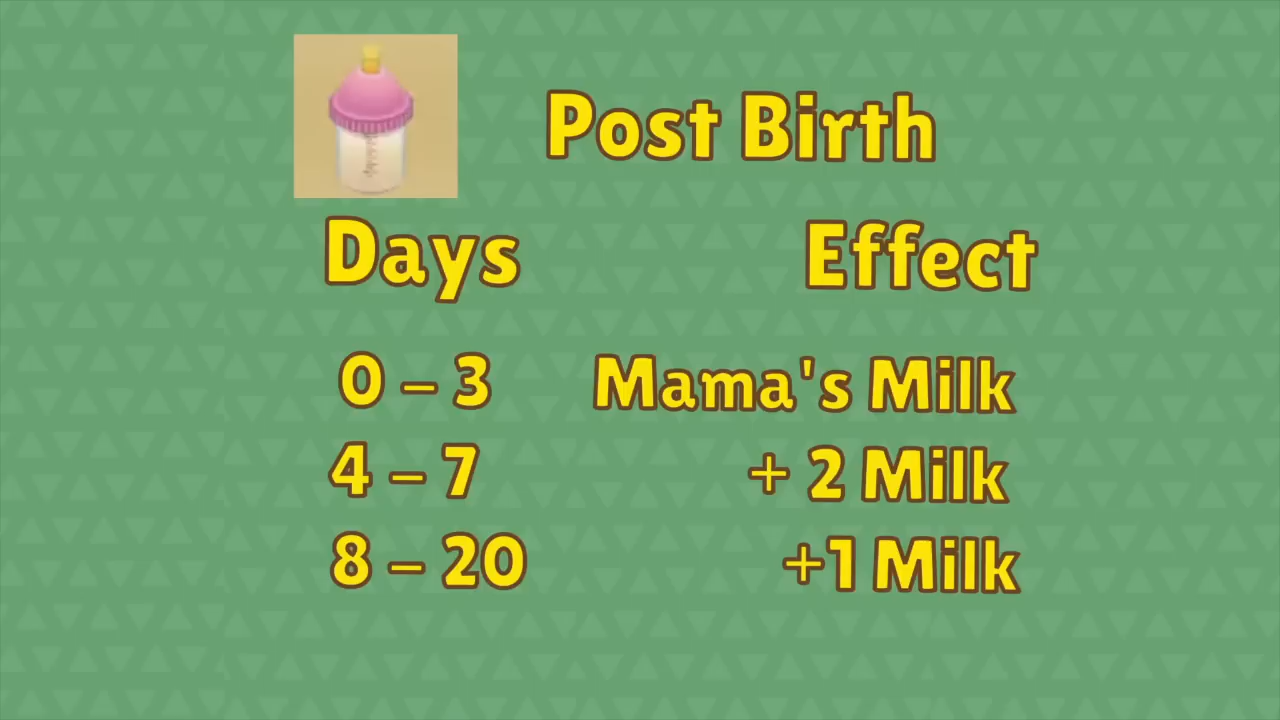 Post Birth
Days Effect
0 – 3 Mama's Milk
4 – 7 + 2 Milk
8 – 20 +1 Milk